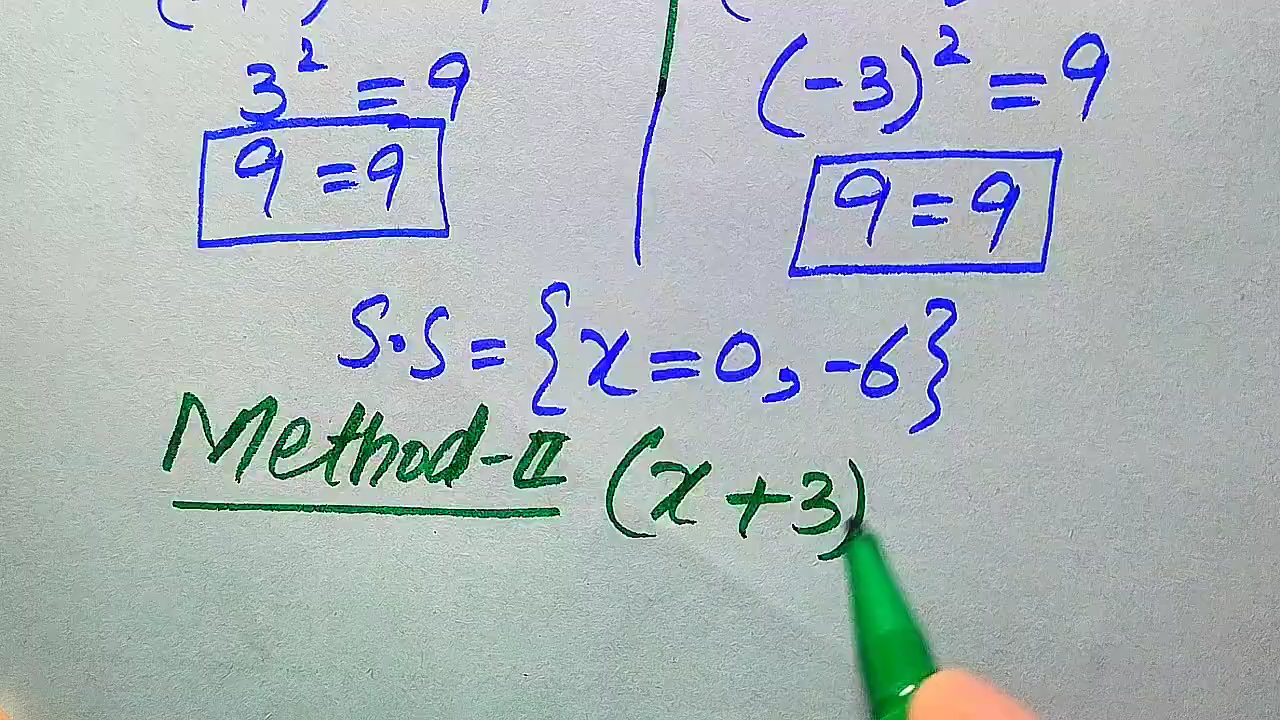 3² = 9
(-3)² = 9
9 = 9
9 = 9
S.S = {x = 0, -6}
Method-II (x + 3)